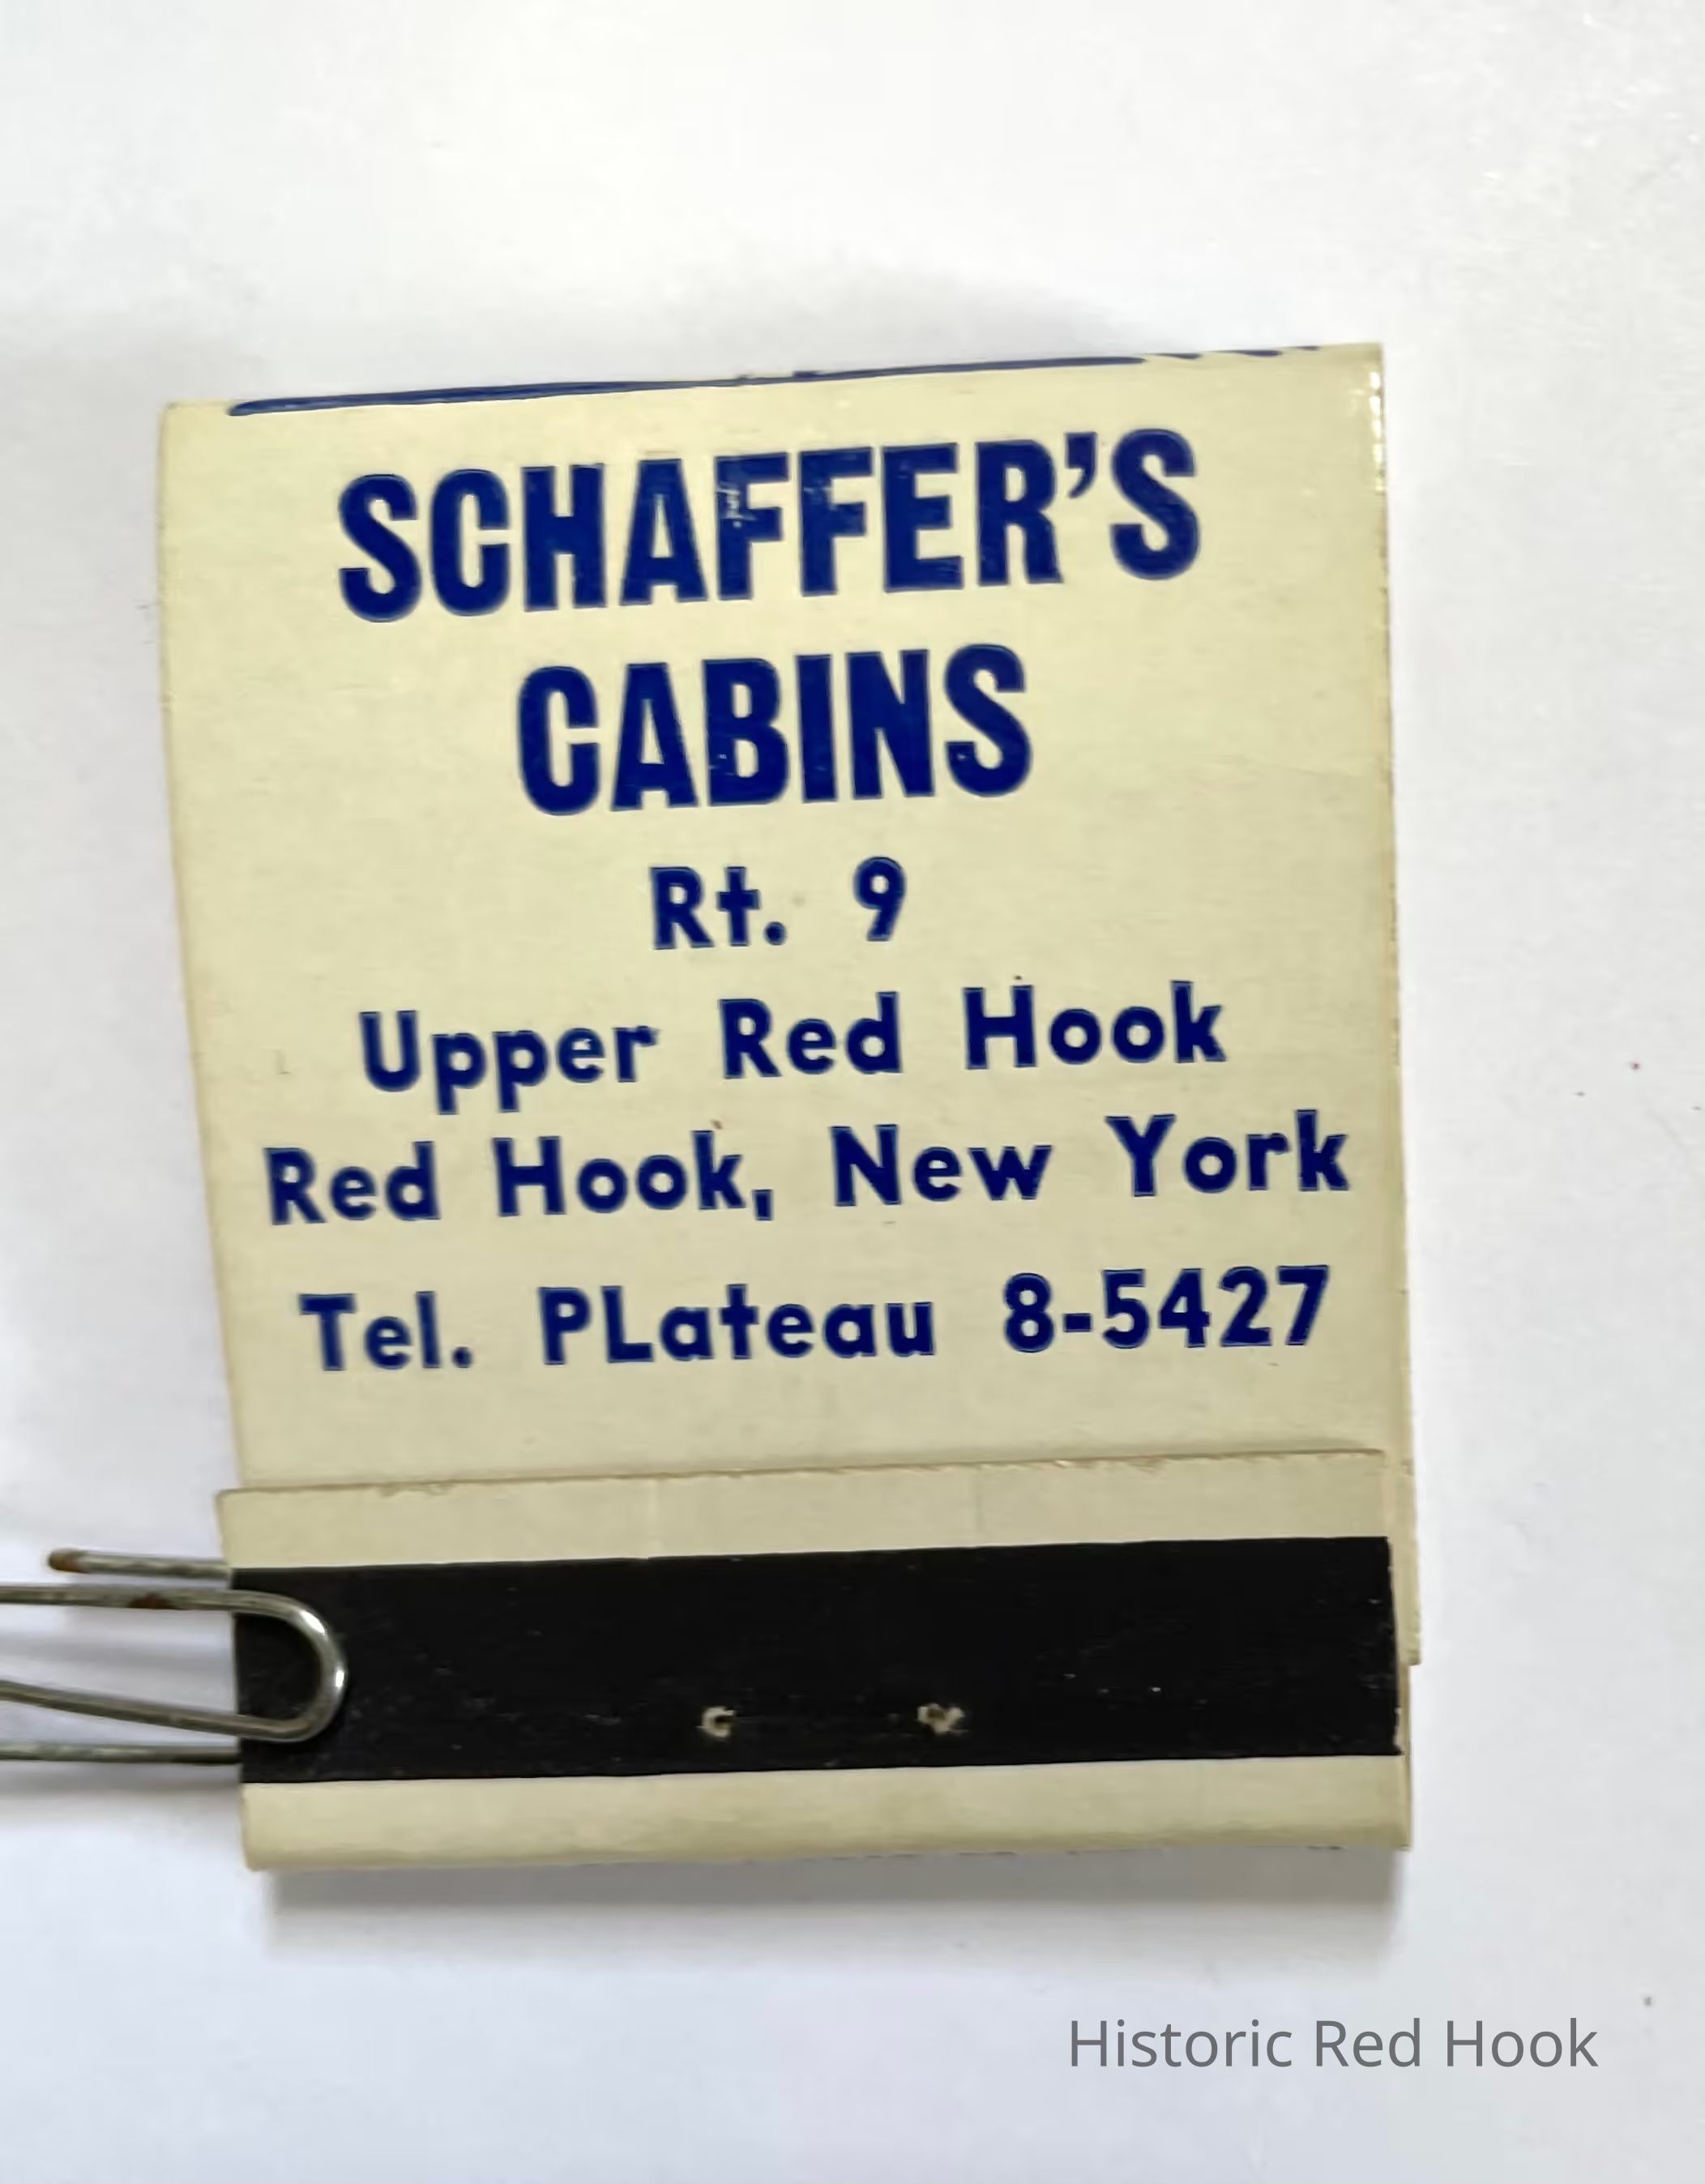 SCHAFFER'S
CABINS
Rt. 9
Upper Red Hook
Red Hook, New York
Tel. PLateau 8-5427
Historic Red Hook